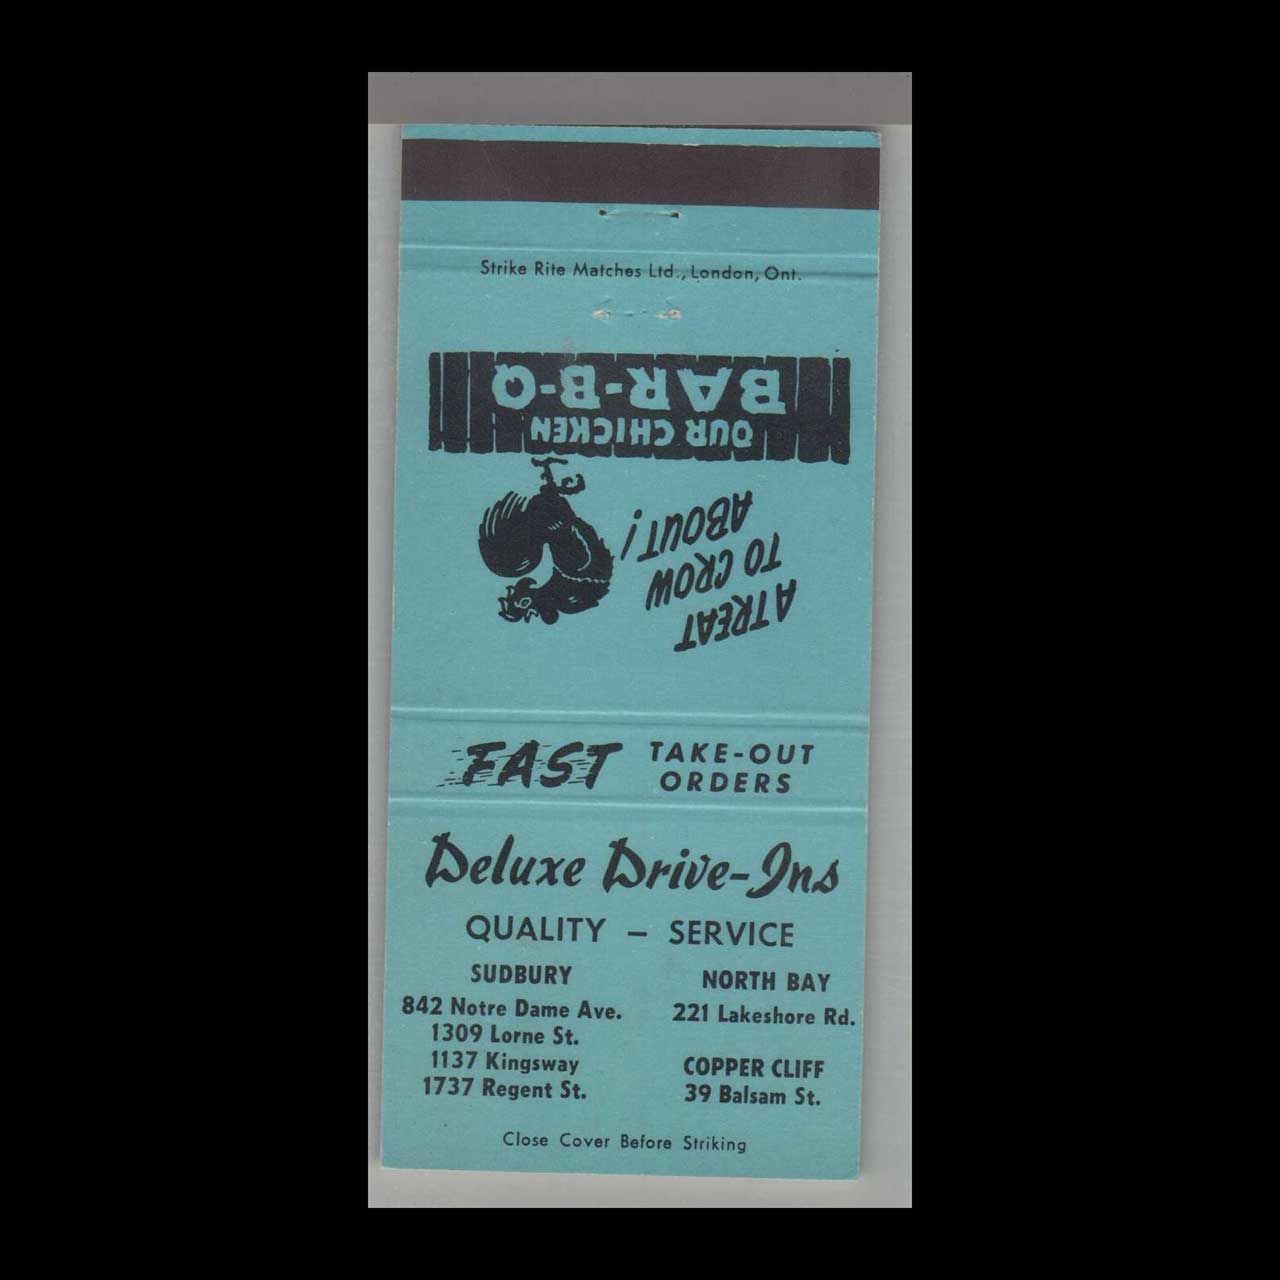 Strike Rite Matches Ltd., London, Ont.
A TREAT
TO CROW
ABOUT!
OUR CHICKEN
BAR-B-Q
FAST TAKE-OUT
ORDERS
Deluxe Drive-Ins
QUALITY – SERVICE
SUDBURY
842 Notre Dame Ave.
1309 Lorne St.
1137 Kingsway
1737 Regent St.
NORTH BAY
221 Lakeshore Rd.
COPPER CLIFF
39 Balsam St.
Close Cover Before Striking